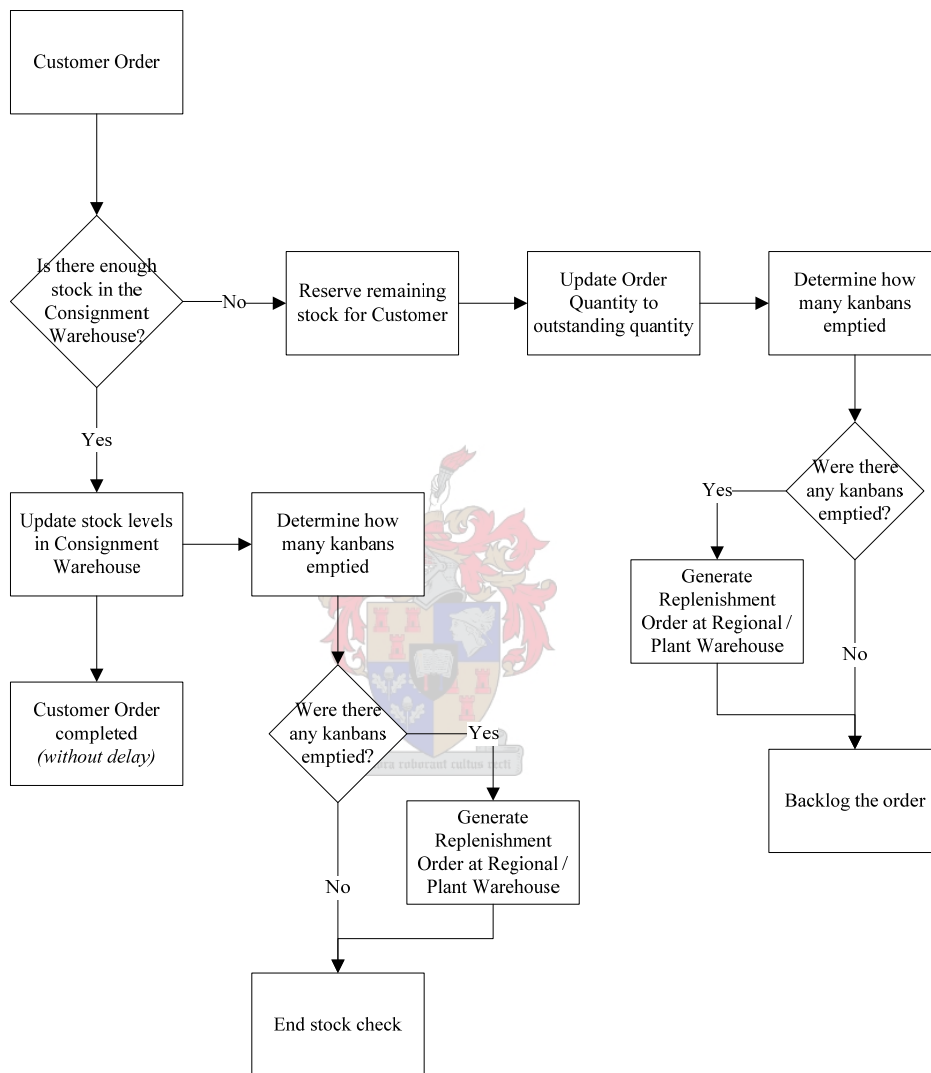 Customer Order
Is there enough
stock in the
Consignment
Warehouse?
No
Reserve remaining
stock for Customer
Update Order
Quantity to
outstanding quantity
Determine how
many kanbans
emptied
Yes
Were there
any kanbans
emptied?
Yes
Update stock levels
in Consignment
Warehouse
Determine how
many kanbans
emptied
Generate
Replenishment
Order at Regional /
Plant Warehouse
No
Customer Order
completed
(without delay)
Were there
any kanbans
emptied?
Yes
roborant cultus recti
Backlog the order
Generate
Replenishment
Order at Regional /
Plant Warehouse
No
End stock check